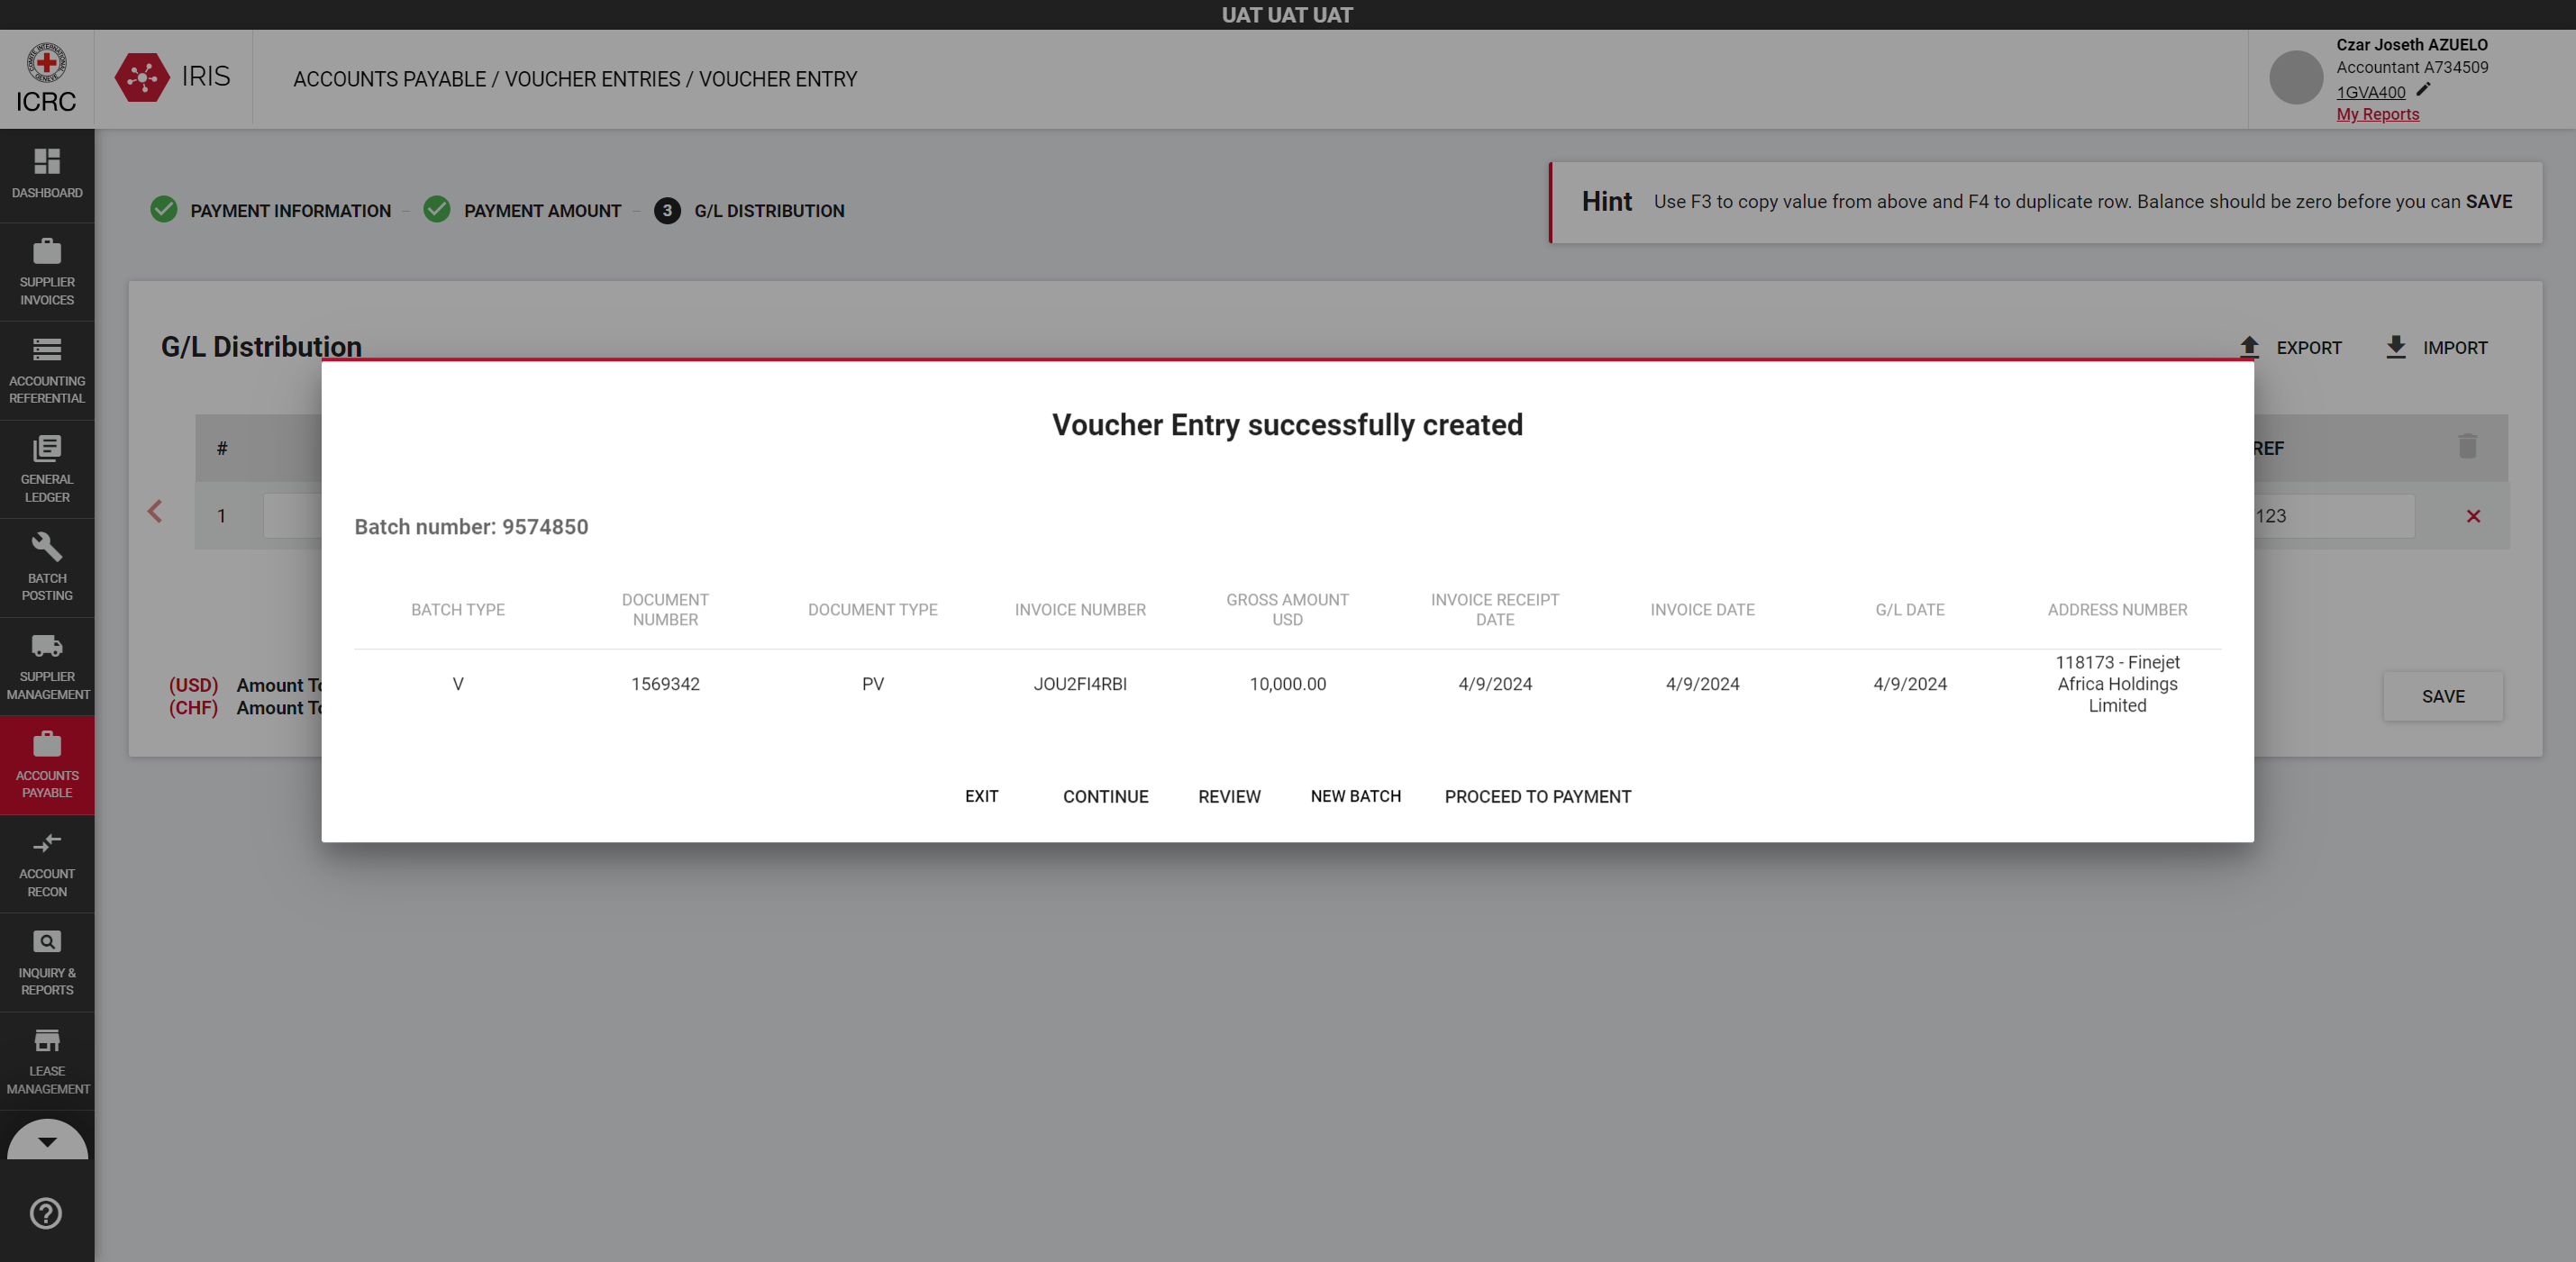 UAT UAT UAT
COMITE INTERNATIONAL GENEVE
ICRC
IRIS
ACCOUNTS PAYABLE / VOUCHER ENTRIES / VOUCHER ENTRY
Czar Joseth AZUELO
Accountant A734509
1GVA400
My Reports
DASHBOARD
SUPPLIER
INVOICES
ACCOUNTING
REFERENTIAL
GENERAL
LEDGER
BATCH
POSTING
SUPPLIER
MANAGEMENT
ACCOUNTS
PAYABLE
ACCOUNT
RECON
INQUIRY &
REPORTS
LEASE
MANAGEMENT
PAYMENT INFORMATION
PAYMENT AMOUNT
3 G/L DISTRIBUTION
Hint Use F3 to copy value from above and F4 to duplicate row. Balance should be zero before you can SAVE
G/L Distribution
EXPORT
IMPORT
# REF
1 123
(USD) Amount To
(CHF) Amount To
SAVE
Voucher Entry successfully created
Batch number: 9574850
BATCH TYPE
DOCUMENT
NUMBER
DOCUMENT TYPE
INVOICE NUMBER
GROSS AMOUNT
USD
INVOICE RECEIPT
DATE
INVOICE DATE
G/L DATE
ADDRESS NUMBER
V
1569342
PV
JOU2FI4RBI
10,000.00
4/9/2024
4/9/2024
4/9/2024
118173 - Finejet
Africa Holdings
Limited
EXIT
CONTINUE
REVIEW
NEW BATCH
PROCEED TO PAYMENT